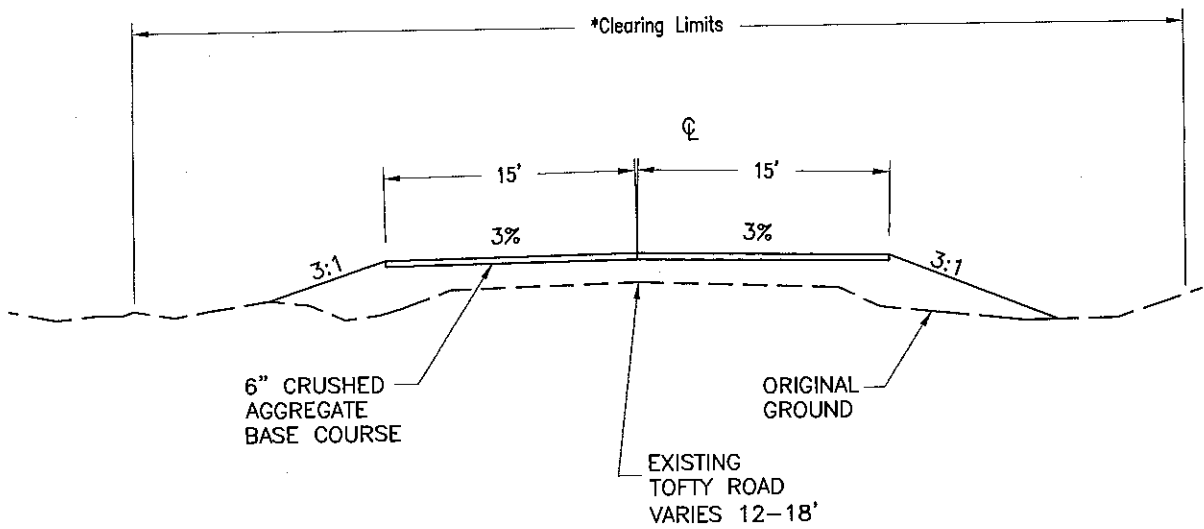 *Clearing Limits
℄
15' 15'
3% 3%
3:1 3:1
6" CRUSHED
AGGREGATE
BASE COURSE
ORIGINAL
GROUND
EXISTING
TOFTY ROAD
VARIES 12-18'